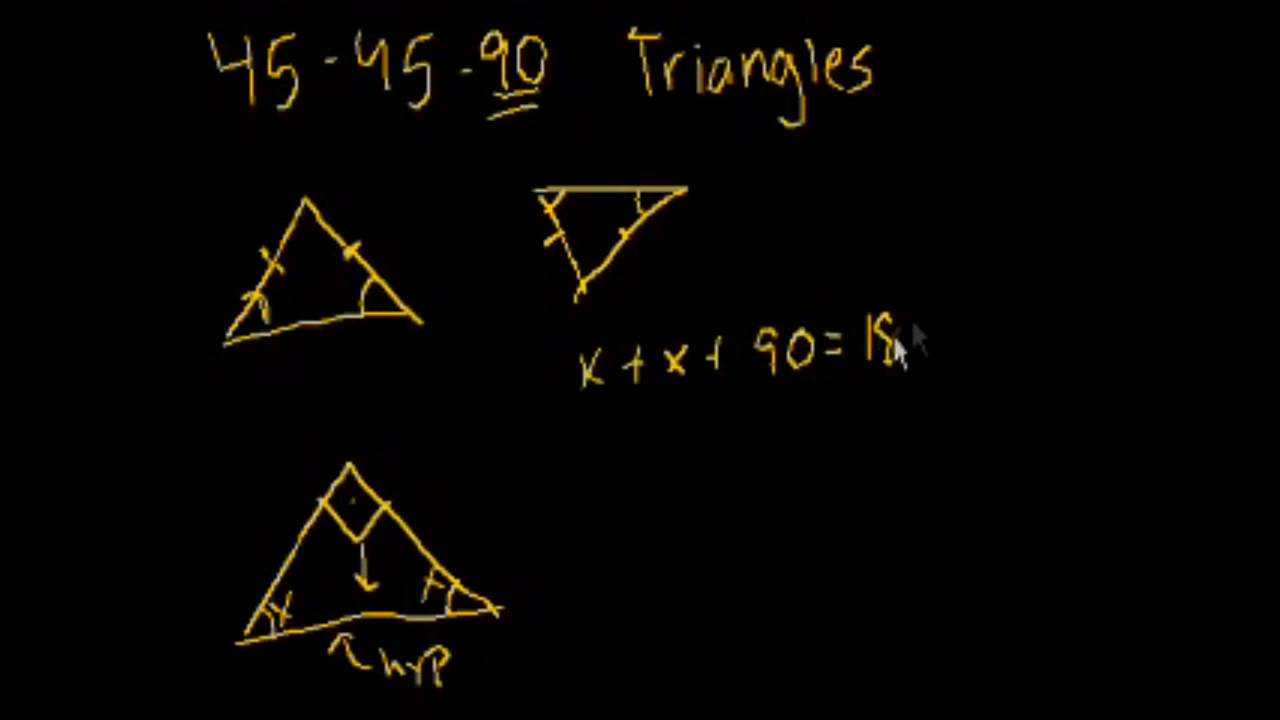 45-45-90 Triangles
x + x + 90 = 18
x
x
hyp